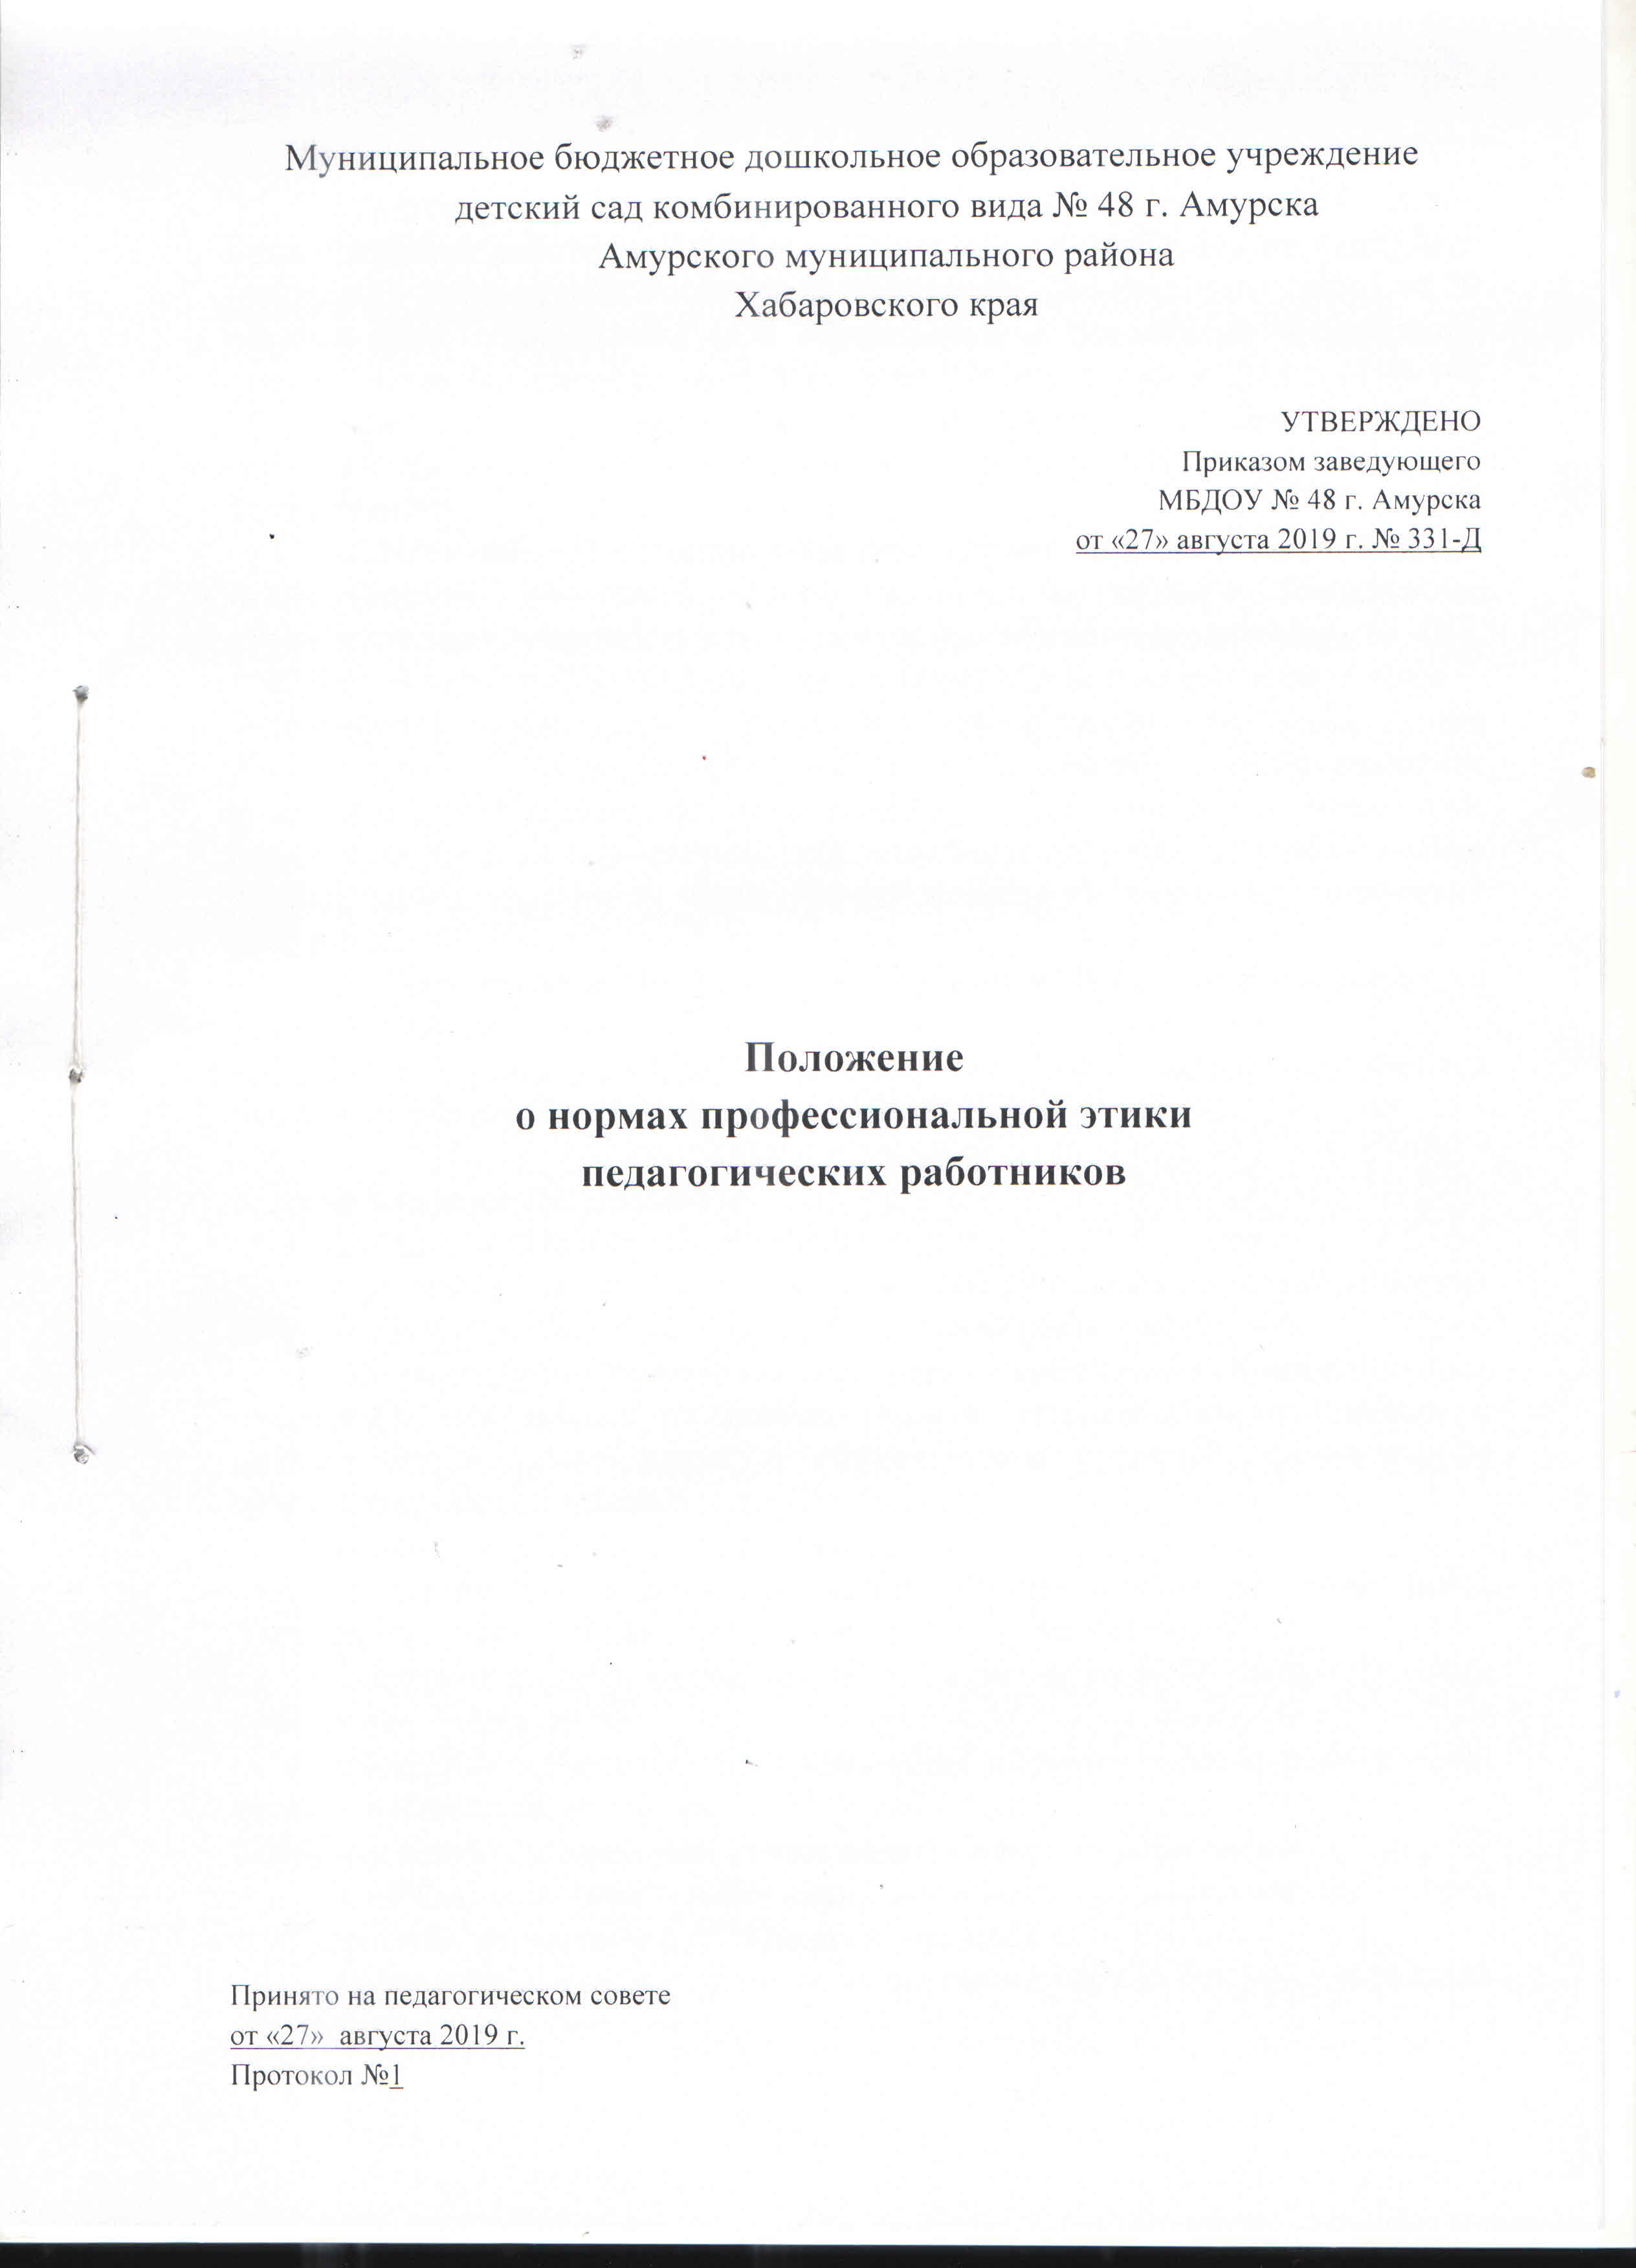 Муниципальное бюджетное дошкольное образовательное учреждение
детский сад комбинированного вида № 48 г. Амурска
Амурского муниципального района
Хабаровского края
УТВЕРЖДЕНО
Приказом заведующего
МБДОУ № 48 г. Амурска
от «27» августа 2019 г. № 331-Д
Положение
о нормах профессиональной этики
педагогических работников
Принято на педагогическом совете
от «27» августа 2019 г.
Протокол №1